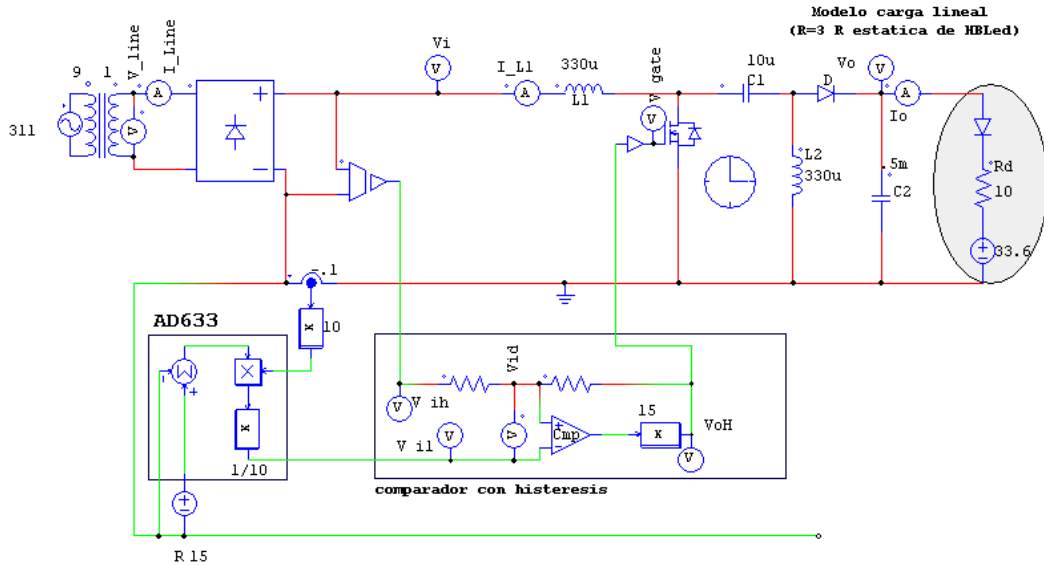 Modelo carga lineal
(R=3 R estatica de HBLed)
9
1
V_line
I_Line
A
V
311
+
−
Vi
V
I_L1
A
330u
L1
V_gate
V
10u
C1
D
Vo
V
A
Io
L2
330u
.5m
C2
Rd
10
33.6
-.1
K
10
AD633
Σ
-
+
X
K
1/10
R 15
V ih
V
V il
V
Vid
V
+
Cmp
-
15
K
VoH
V
comparador con histeresis